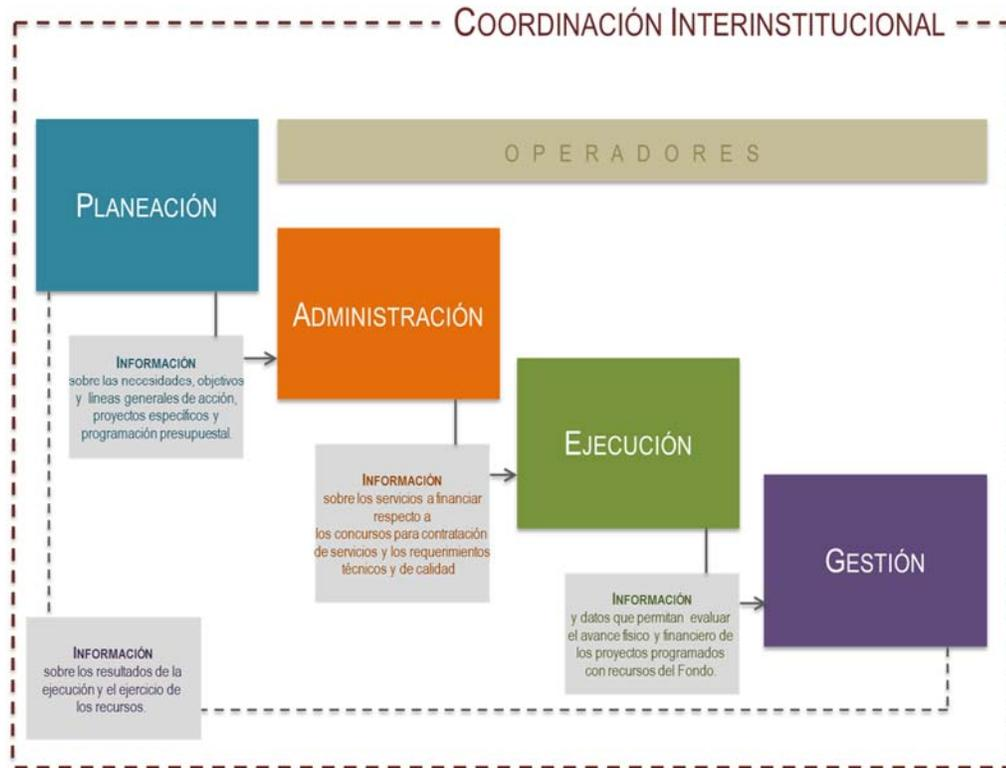 COORDINACIÓN INTERINSTITUCIONAL
OPERADORES
PLANEACIÓN
ADMINISTRACIÓN
INFORMACIÓN
sobre las necesidades, objetivos
y líneas generales de acción,
proyectos específicos y
programación presupuestal.
EJECUCIÓN
INFORMACIÓN
sobre los servicios a financiar
respecto a
los concursos para contratación
de servicios y los requerimientos
técnicos y de calidad
GESTIÓN
INFORMACIÓN
y datos que permitan evaluar
el avance físico y financiero de
los proyectos programados
con recursos del Fondo.
INFORMACIÓN
sobre los resultados de la
ejecución y el ejercicio de
los recursos.